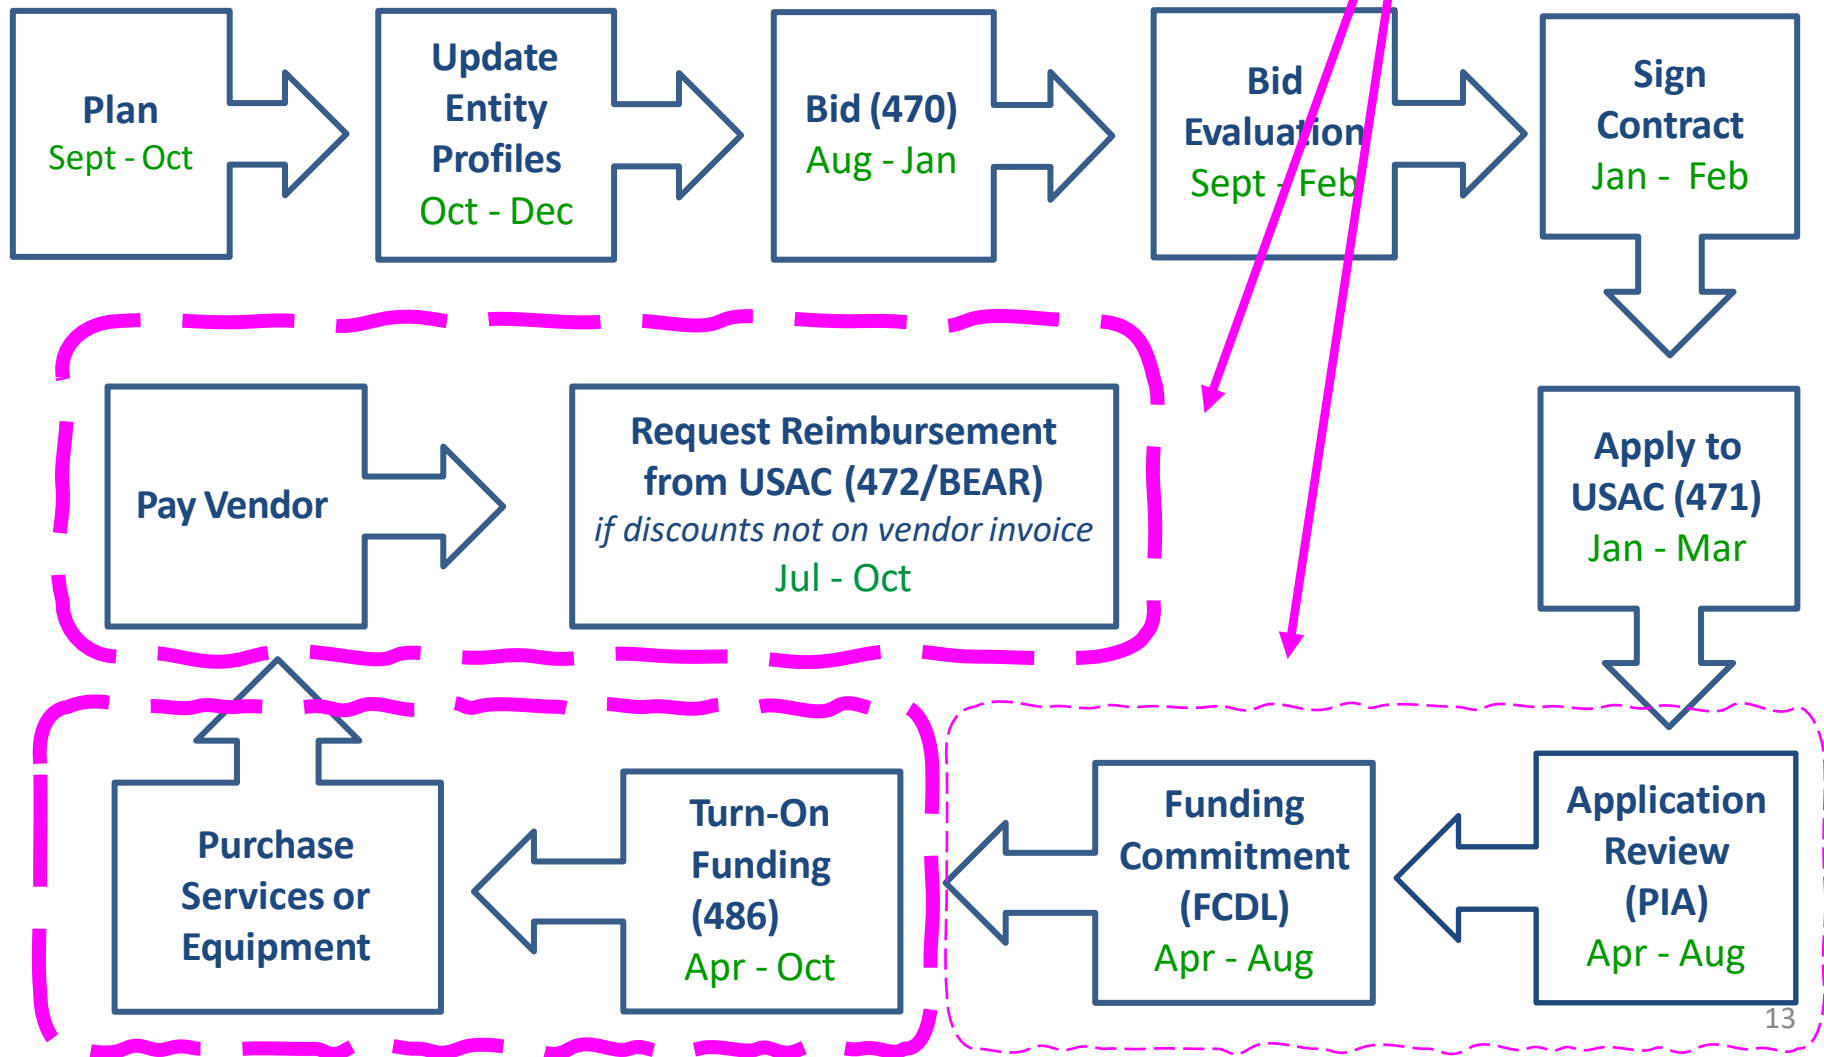 Plan
Sept - Oct
Update
Entity
Profiles
Oct - Dec
Bid (470)
Aug - Jan
Bid
Evaluation
Sept - Feb
Sign
Contract
Jan - Feb
Apply to
USAC (471)
Jan - Mar
Application
Review
(PIA)
Apr - Aug
Funding
Commitment
(FCDL)
Apr - Aug
Turn-On
Funding
(486)
Apr - Oct
Purchase
Services or
Equipment
Pay Vendor
Request Reimbursement
from USAC (472/BEAR)
if discounts not on vendor invoice
Jul - Oct
13